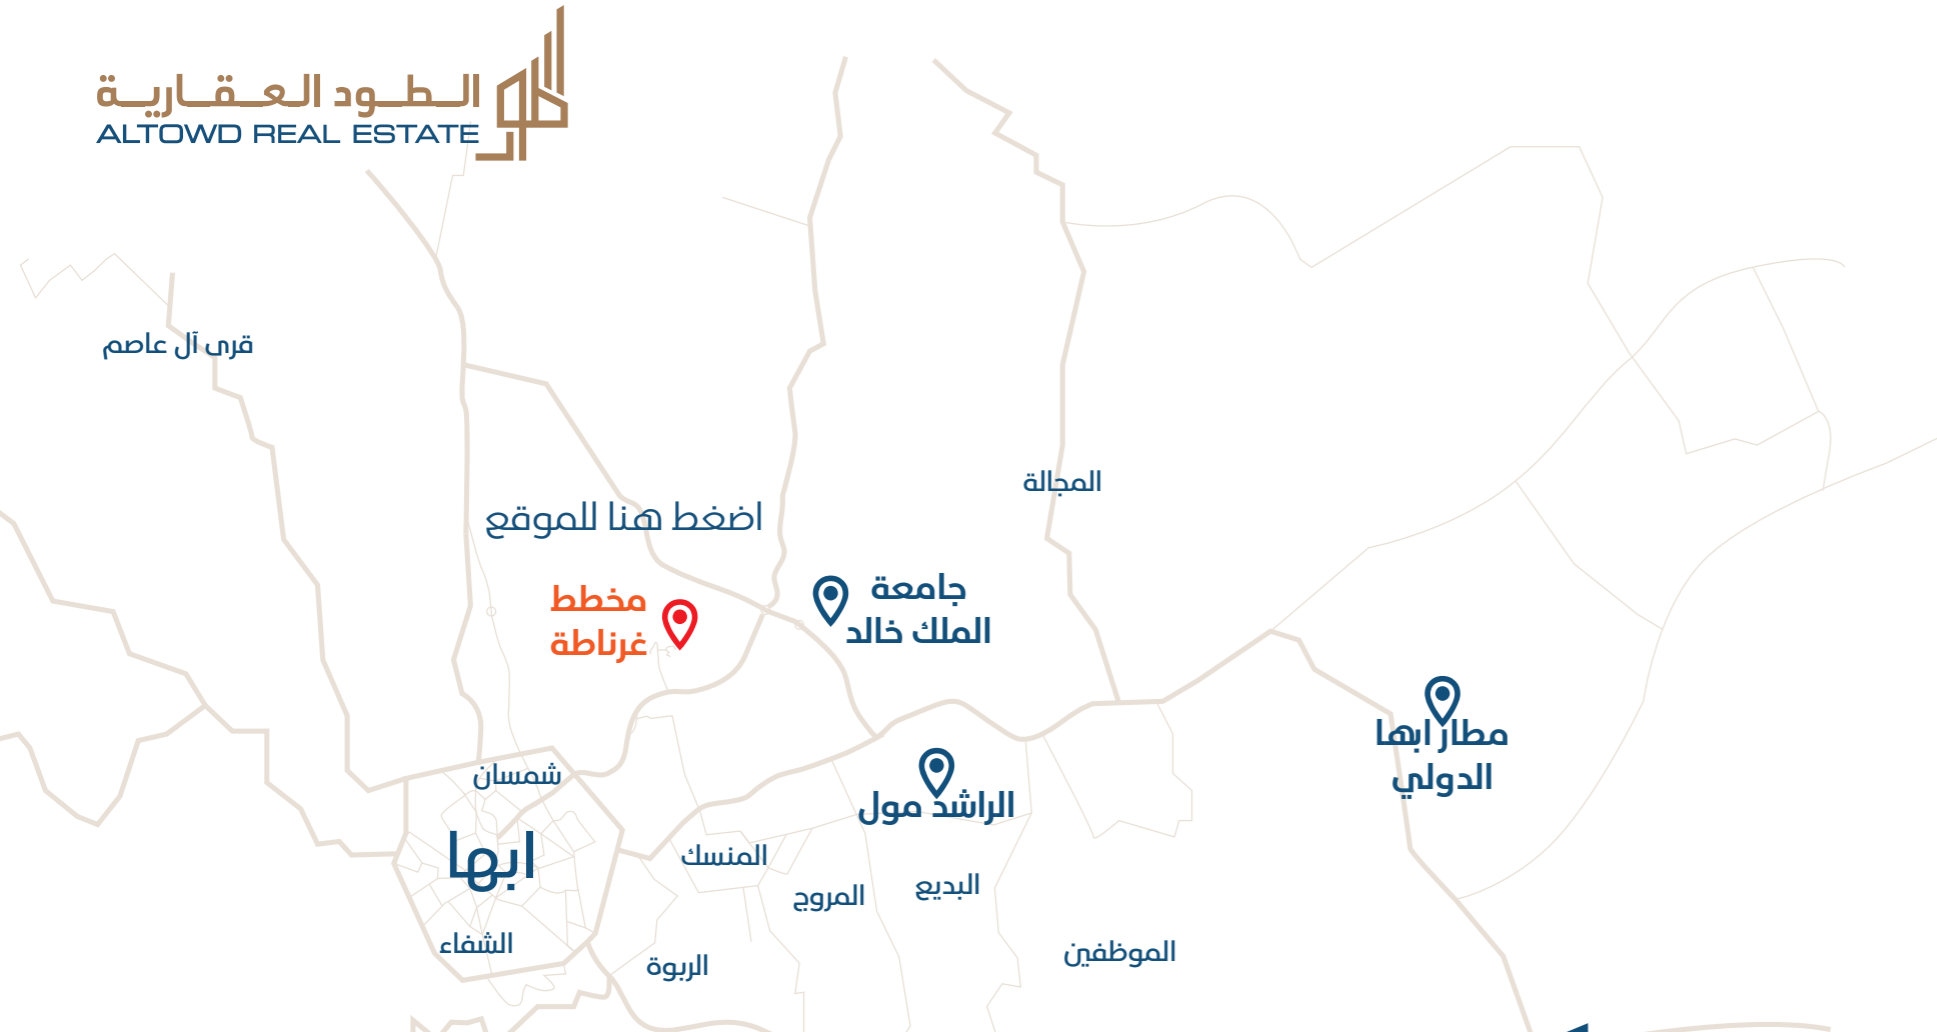 الطود العقارية
ALTOWD REAL ESTATE
قرى آل عاصم
المجالة
اضغط هنا للموقع
مخطط
غرناطة
جامعة
الملك خالد
مطار ابها
الدولي
الراشد مول
شمسان
ابها
المنسك
المروج
البديع
الشفاء
الربوة
الموظفين